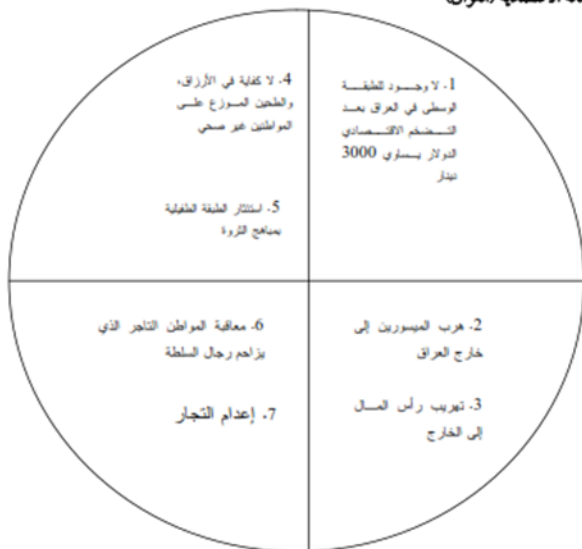 1. لا وجود للطبقة
الوسطى في العراق بعد
التضخم الاقتصادي
الدولار يساوي 3000
دينار
2. هرب الميسورين إلى
خارج العراق
3. تهريب رأس المال
إلى الخارج
4. لا كفاية في الأرزاق،
والطحين الموزع على
المواطنين غير صحي
5. استئثار الطبقة الطفيلية
بمباهج الثروة
6. معاقبة المواطن التاجر الذي
يزاحم رجال السلطة
7. إعدام التجار